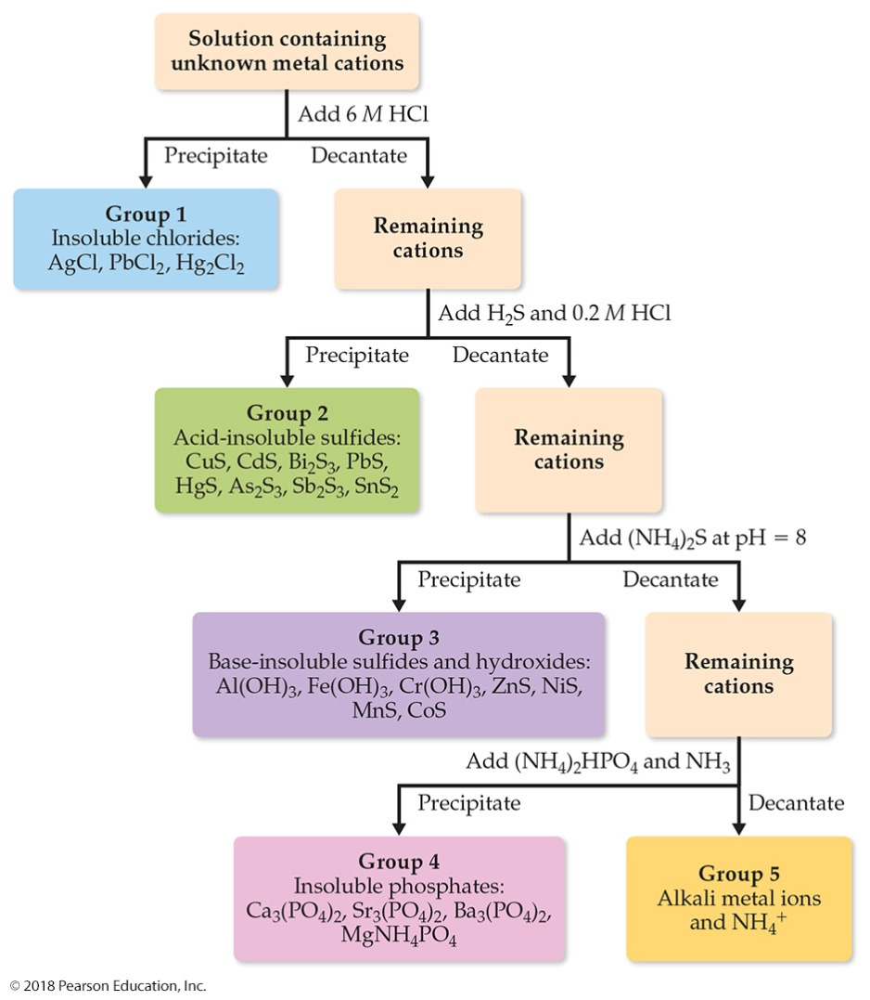 Solution containing
unknown metal cations
Add 6 M HCl
Precipitate
Decantate
Group 1
Insoluble chlorides:
AgCl, PbCl₂, Hg₂Cl₂
Remaining
cations
Add H₂S and 0.2 M HCl
Precipitate
Decantate
Group 2
Acid-insoluble sulfides:
CuS, CdS, Bi₂S₃, PbS,
HgS, As₂S₃, Sb₂S₃, SnS₂
Remaining
cations
Add (NH₄)₂S at pH = 8
Precipitate
Decantate
Group 3
Base-insoluble sulfides and hydroxides:
Al(OH)₃, Fe(OH)₃, Cr(OH)₃, ZnS, NiS,
MnS, CoS
Remaining
cations
Add (NH₄)₂HPO₄ and NH₃
Precipitate
Decantate
Group 4
Insoluble phosphates:
Ca₃(PO₄)₂, Sr₃(PO₄)₂, Ba₃(PO₄)₂,
MgNH₄PO₄
Group 5
Alkali metal ions
and NH₄⁺
© 2018 Pearson Education, Inc.